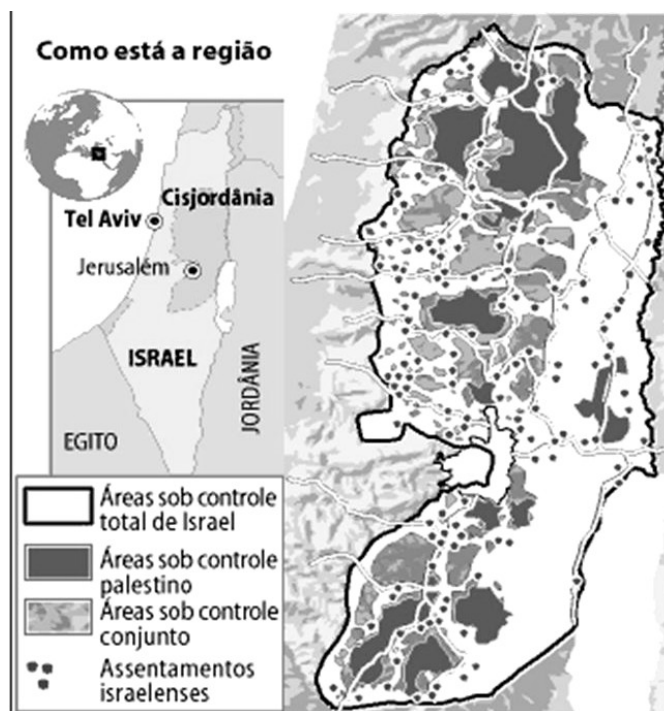 Como está a região
Cisjordânia
Tel Aviv
Jerusalém
ISRAEL
JORDÂNIA
EGITO
Áreas sob controle
total de Israel
Áreas sob controle
palestino
Áreas sob controle
conjunto
Assentamentos
israelenses